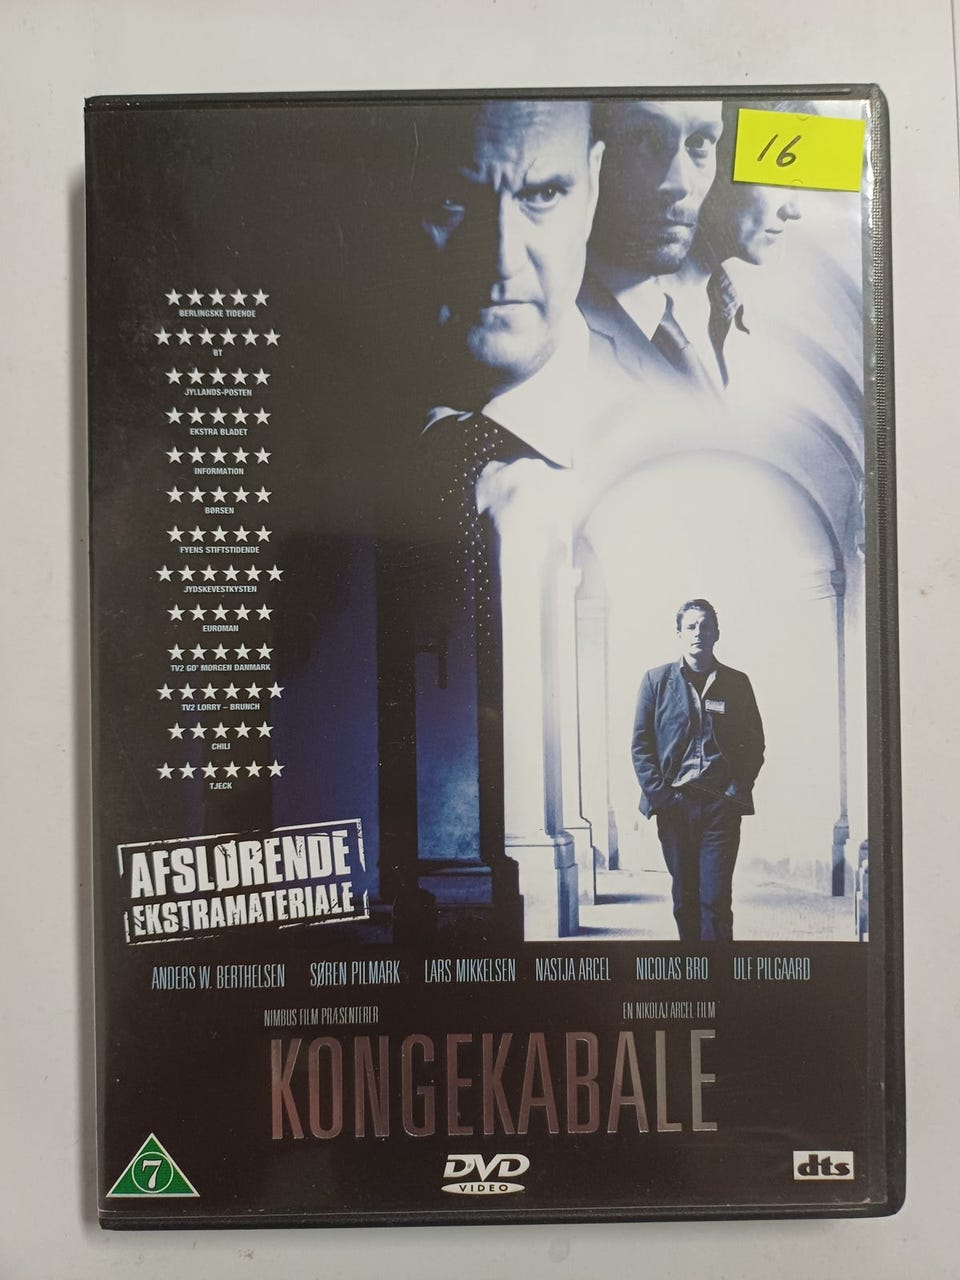 16
★★★★★
BERLINGSKE TIDENDE
★★★★★★
BT
★★★★★
JYLLANDS-POSTEN
★★★★★
EKSTRA BLADET
★★★★★
INFORMATION
★★★★★
BØRSEN
★★★★★
FYENS STIFTSTIDENDE
★★★★★★
JYDSKEVESTKYSTEN
★★★★★
EUROMAN
★★★★★
TV2 GO' MORGEN DANMARK
★★★★★★
TV2 LORRY – BRUNCH
★★★★★
CHILI
★★★★★★
TJECK
AFSLØRENDE
EKSTRAMATERIALE
ANDERS W. BERTHELSEN SØREN PILMARK LARS MIKKELSEN NASTJA ARCEL NICOLAS BRO ULF PILGAARD
NIMBUS FILM PRÆSENTERER EN NIKOLAJ ARCEL FILM
KONGEKABALE
7
DVD
VIDEO
dts